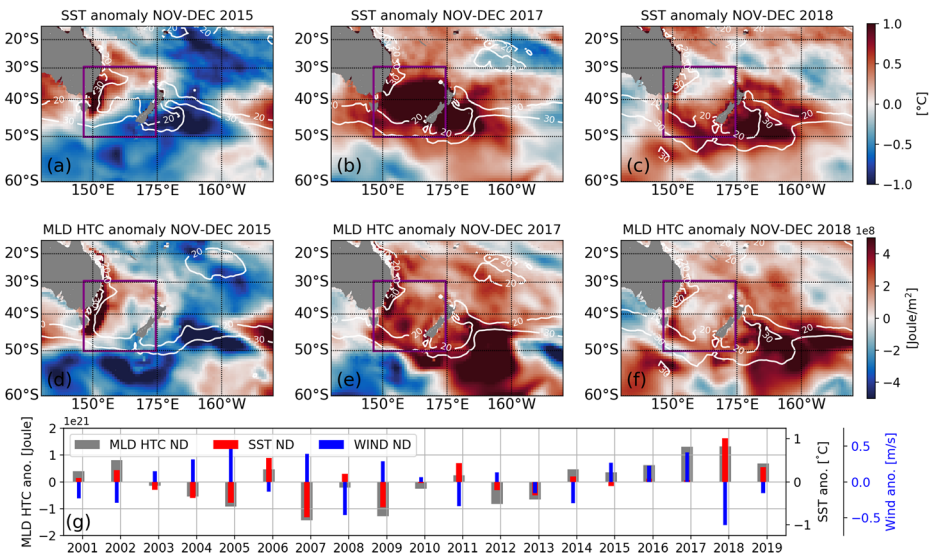 SST anomaly NOV-DEC 2015
SST anomaly NOV-DEC 2017
SST anomaly NOV-DEC 2018
20°S
30°S
40°S
50°S
60°S
(a)
150°E 175°E 160°W
20°S
30°S
40°S
50°S
60°S
(b)
150°E 175°E 160°W
20°S
30°S
40°S
50°S
60°S
(c)
150°E 175°E 160°W
1.0
0.5
0.0
−0.5
−1.0
[°C]
MLD HTC anomaly NOV-DEC 2015
MLD HTC anomaly NOV-DEC 2017
MLD HTC anomaly NOV-DEC 2018
1e8
20°S
30°S
40°S
50°S
60°S
(d)
150°E 175°E 160°W
20°S
30°S
40°S
50°S
60°S
(e)
150°E 175°E 160°W
20°S
30°S
40°S
50°S
60°S
(f)
150°E 175°E 160°W
4
2
0
−2
−4
[Joule/m²]
1e21
MLD HTC ano. [Joule]
2
1
0
−1
−2
MLD HTC ND SST ND WIND ND
(g)
2001 2002 2003 2004 2005 2006 2007 2008 2009 2010 2011 2012 2013 2014 2015 2016 2017 2018 2019
1
0
−1
SST ano. [°C]
0.5
0.0
−0.5
Wind ano. [m/s]